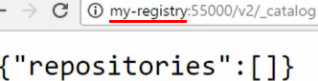 my-registry:55000/v2/_catalog
{"repositories":[]}